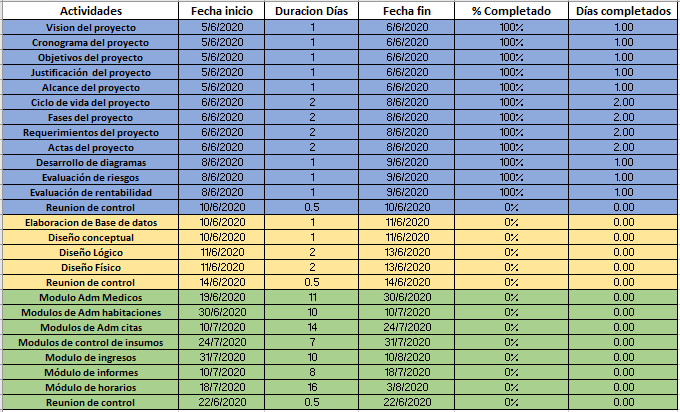 Actividades Fecha inicio Duracion Días Fecha fin % Completado Días completados
Vision del proyecto 5/6/2020 1 6/6/2020 100% 1.00
Cronograma del proyecto 5/6/2020 1 6/6/2020 100% 1.00
Objetivos del proyecto 5/6/2020 1 6/6/2020 100% 1.00
Justificación del proyecto 5/6/2020 1 6/6/2020 100% 1.00
Alcance del proyecto 5/6/2020 1 6/6/2020 100% 1.00
Ciclo de vida del proyecto 6/6/2020 2 8/6/2020 100% 2.00
Fases del proyecto 6/6/2020 2 8/6/2020 100% 2.00
Requerimientos del proyecto 6/6/2020 2 8/6/2020 100% 2.00
Actas del proyecto 6/6/2020 2 8/6/2020 100% 2.00
Desarrollo de diagramas 8/6/2020 1 9/6/2020 100% 1.00
Evaluación de riesgos 8/6/2020 1 9/6/2020 100% 1.00
Evaluación de rentabilidad 8/6/2020 1 9/6/2020 100% 1.00
Reunion de control 10/6/2020 0.5 10/6/2020 0% 0.00
Elaboracion de Base de datos 10/6/2020 1 11/6/2020 0% 0.00
Diseño conceptual 10/6/2020 1 11/6/2020 0% 0.00
Diseño Lógico 11/6/2020 2 13/6/2020 0% 0.00
Diseño Físico 11/6/2020 2 13/6/2020 0% 0.00
Reunion de control 14/6/2020 0.5 14/6/2020 0% 0.00
Modulo Adm Medicos 19/6/2020 11 30/6/2020 0% 0.00
Modulos de Adm habitaciones 30/6/2020 10 10/7/2020 0% 0.00
Modulos de Adm citas 10/7/2020 14 24/7/2020 0% 0.00
Modulos de control de insumos 24/7/2020 7 31/7/2020 0% 0.00
Modulo de ingresos 31/7/2020 10 10/8/2020 0% 0.00
Módulo de informes 10/7/2020 8 18/7/2020 0% 0.00
Módulo de horarios 18/7/2020 16 3/8/2020 0% 0.00
Reunion de control 22/6/2020 0.5 22/6/2020 0% 0.00